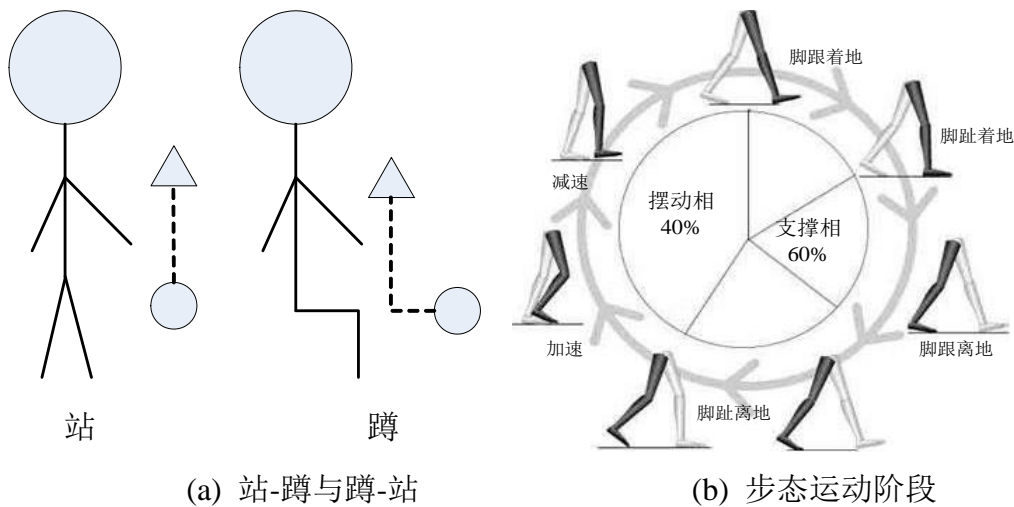 站
蹲
(a) 站-蹲与蹲-站
脚跟着地
脚趾着地
减速
摆动相
40%
支撑相
60%
加速
脚跟离地
脚趾离地
(b) 步态运动阶段